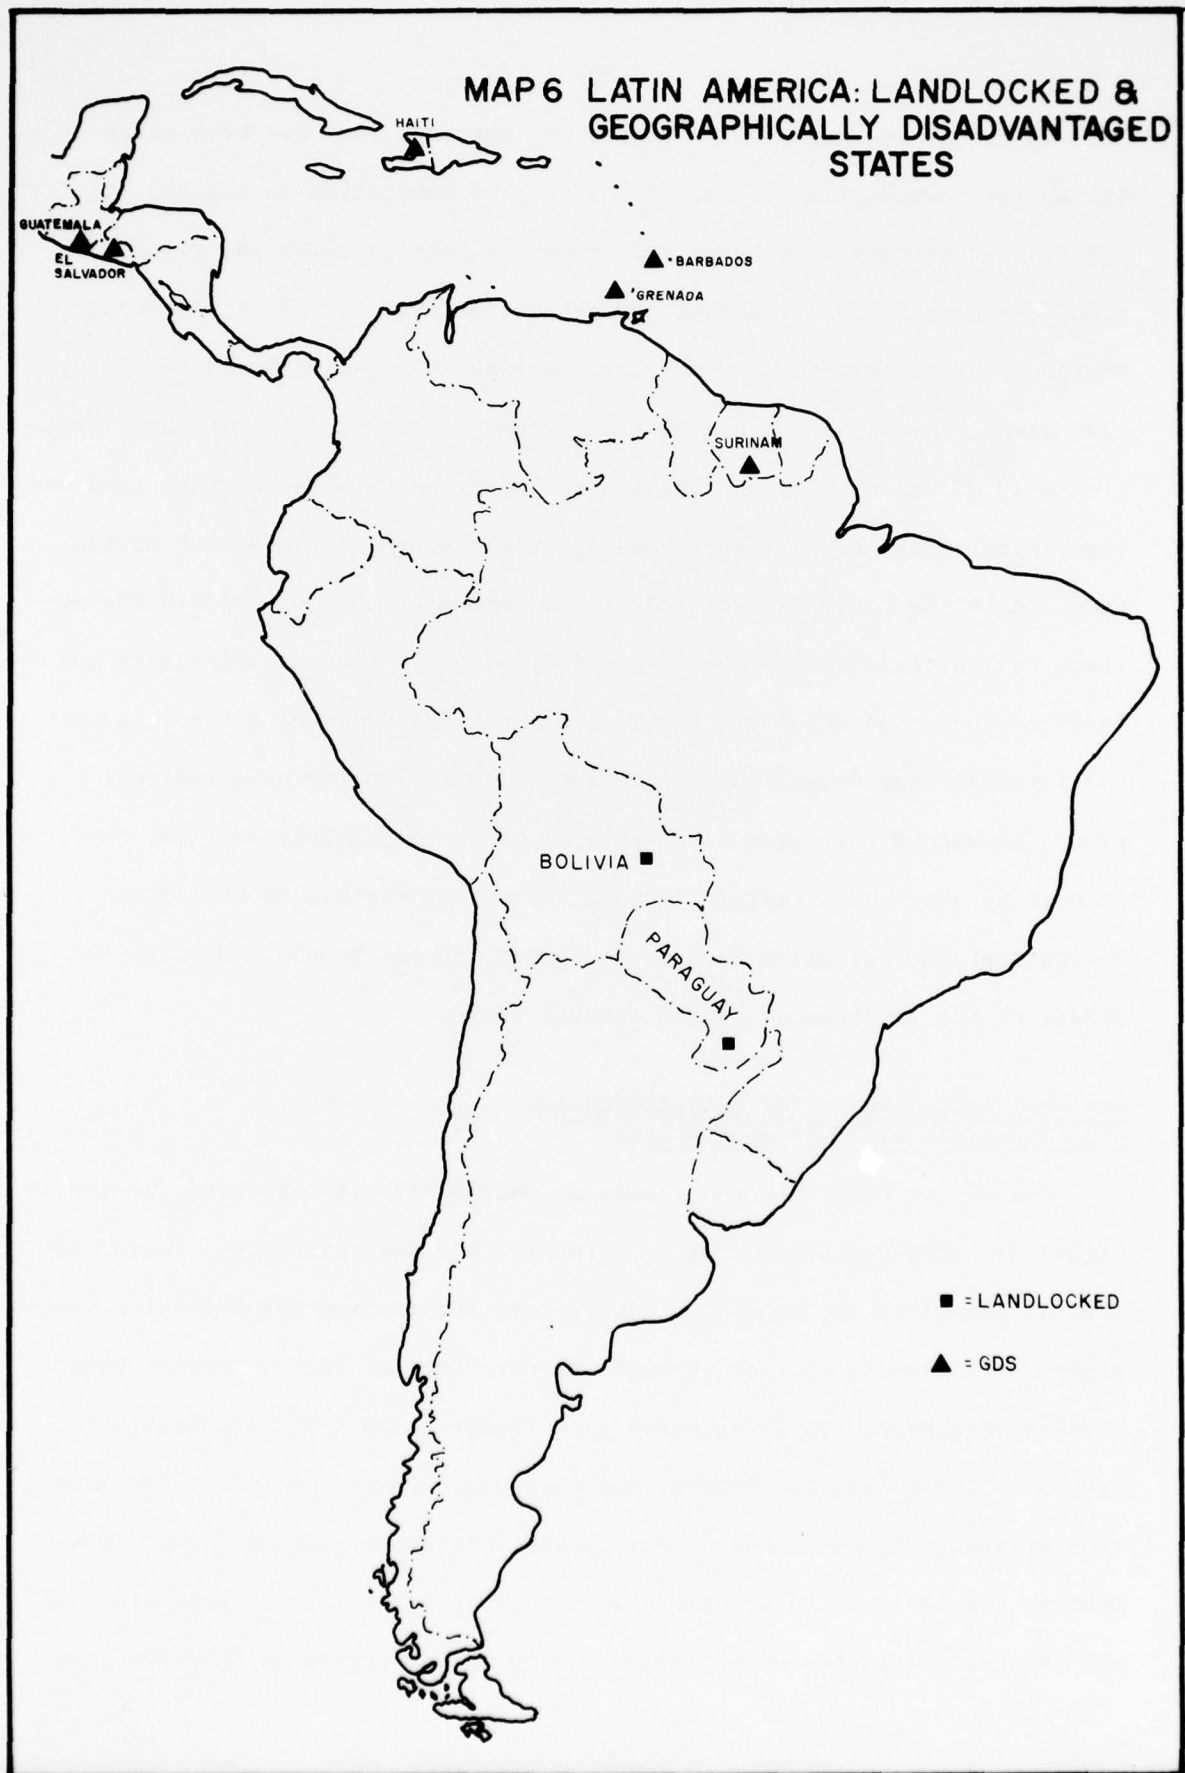 MAP 6 LATIN AMERICA: LANDLOCKED &
GEOGRAPHICALLY DISADVANTAGED
STATES
HAITI
GUATEMALA
EL
SALVADOR
BARBADOS
GRENADA
SURINAM
BOLIVIA
PARAGUAY
■ = LANDLOCKED
▲ = GDS